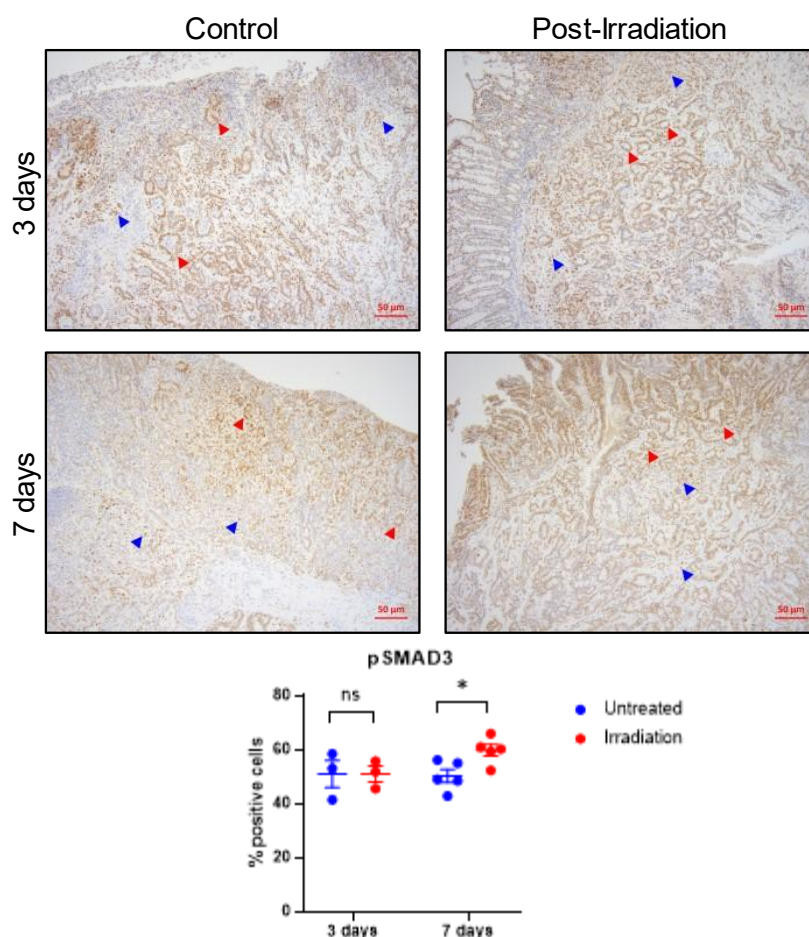 Control
Post-Irradiation
3 days
50 µm
50 µm
7 days
50 µm
50 µm
pSMAD3
ns
*
Untreated
Irradiation
% positive cells
80
60
40
20
0
3 days
7 days